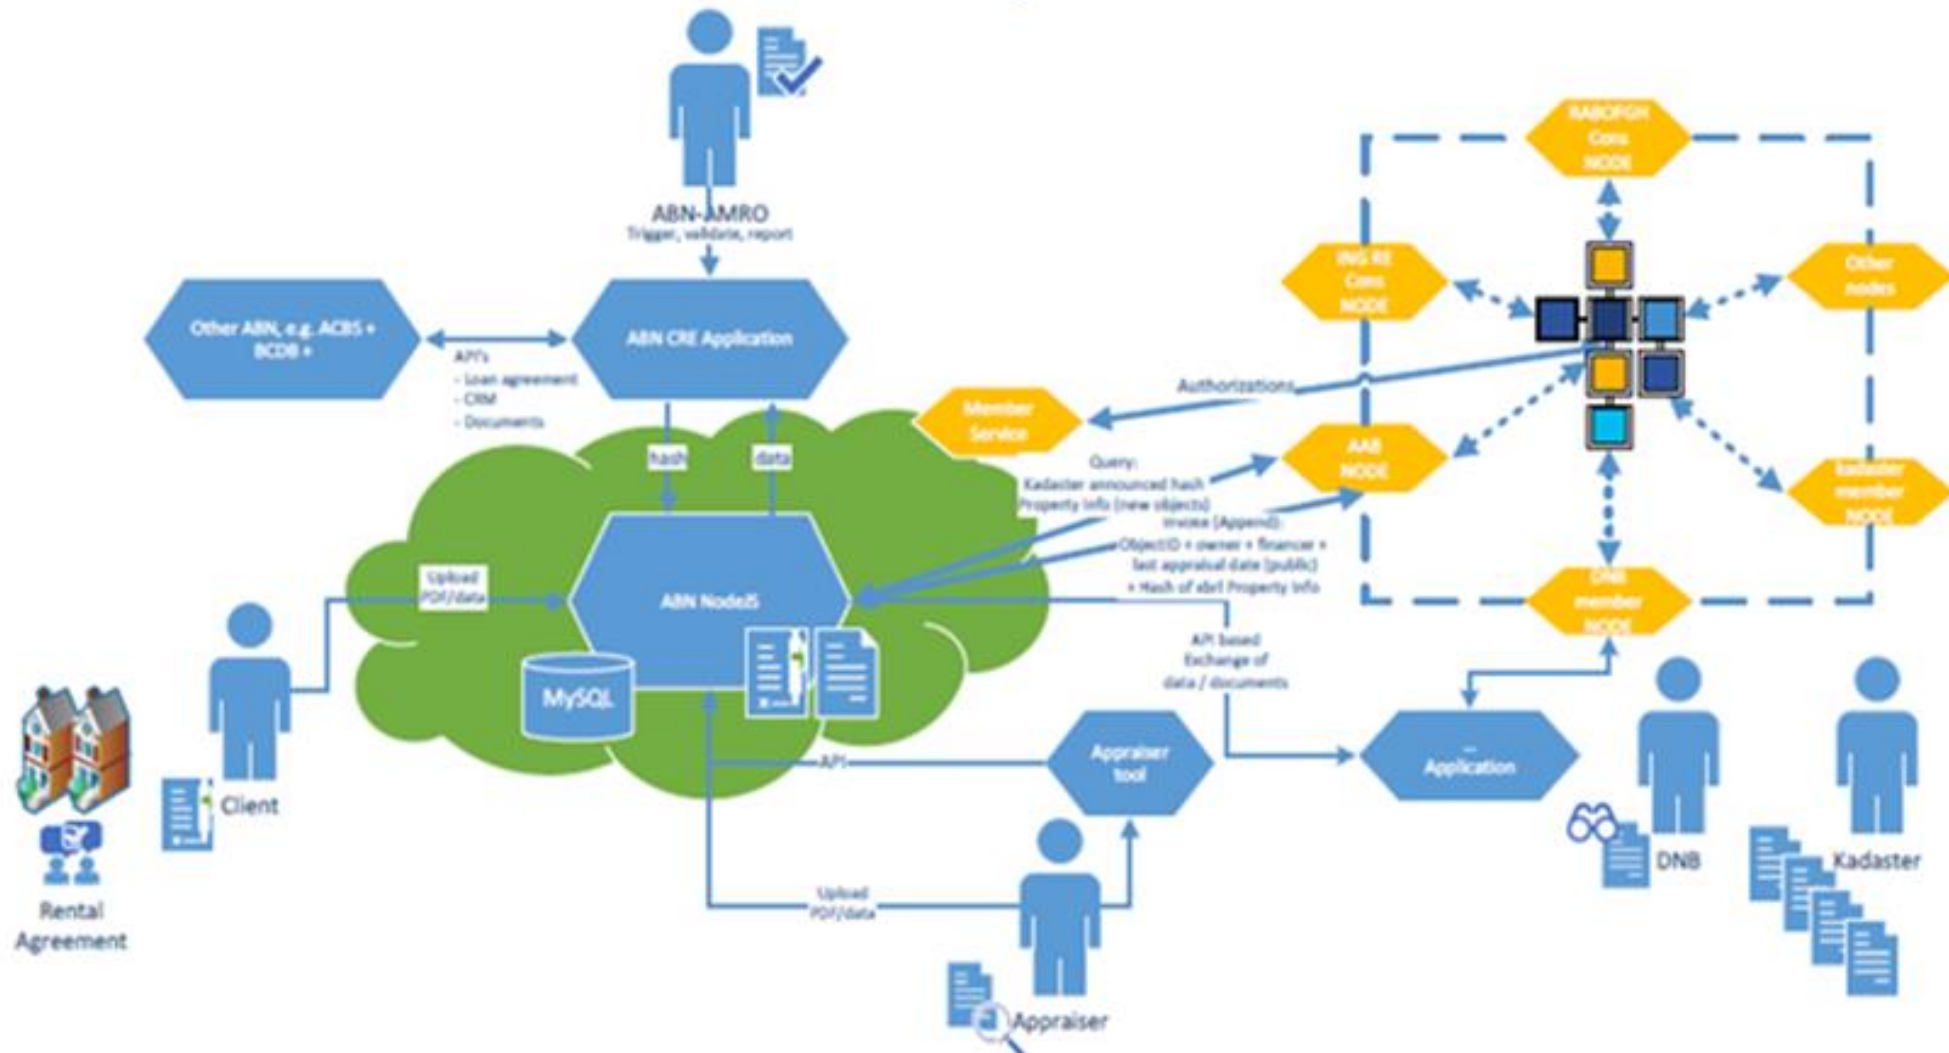 ABN-AMRO
Trigger, validate, report
RABOFGH
Cons
NODE
ING RE
Cons
NODE
Other
nodes
Other ABN, e.g. ACBS +
BCDB +
ABN CRE Application
API's
- Loan agreement
- CRM
- Documents
Authorizations
Member
Service
AAB
NODE
hash
data
Query:
Kadaster announced hash
Property Info (new objects)
Invoke (Append):
ObjectID + owner + financer +
last appraisal date (public)
+ Hash of xbrl Property Info
kadaster
member
NODE
Upload
PDF/data
ABN NodeJS
DNB
member
NODE
API based
Exchange of
data / documents
MySQL
API
Appraiser
tool
...
Application
Client
DNB
Kadaster
Upload
PDF/data
Rental
Agreement
Appraiser